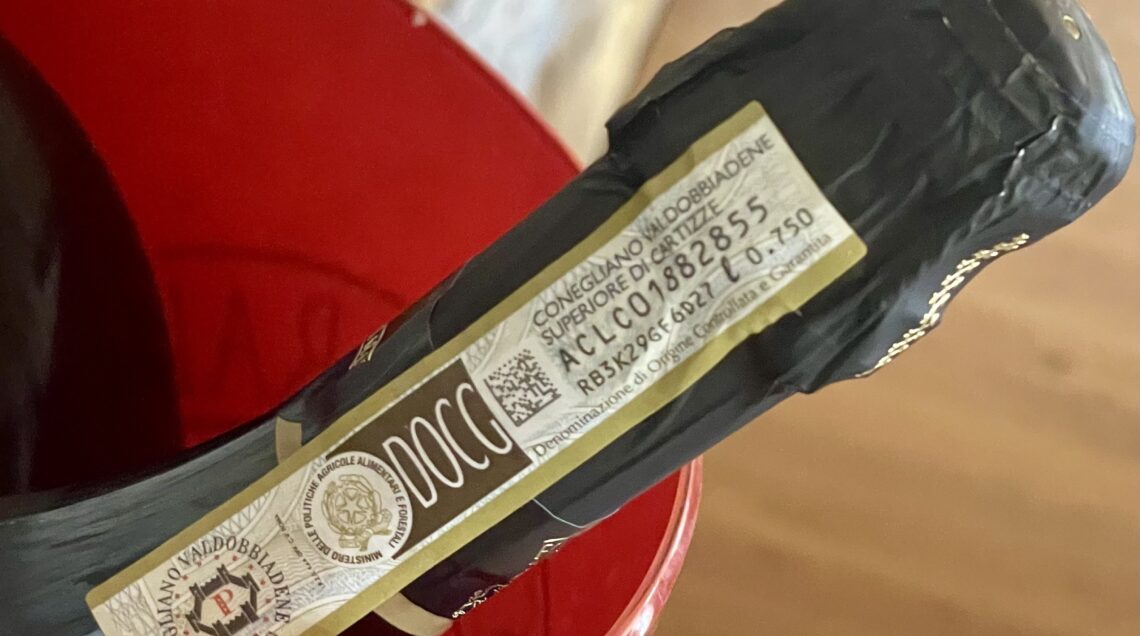 CONEGLIANO VALDOBBIADENE
SUPERIORE DI CARTIZZE
ACLC01882855
RB3K29GF6D27 l 0.750
Denominazione di Origine Controllata e Garantita
DOCG
MINISTERO DELLE POLITICHE AGRICOLE ALIMENTARI E FORESTALI
GLIANO VALDOBBIADENE
P